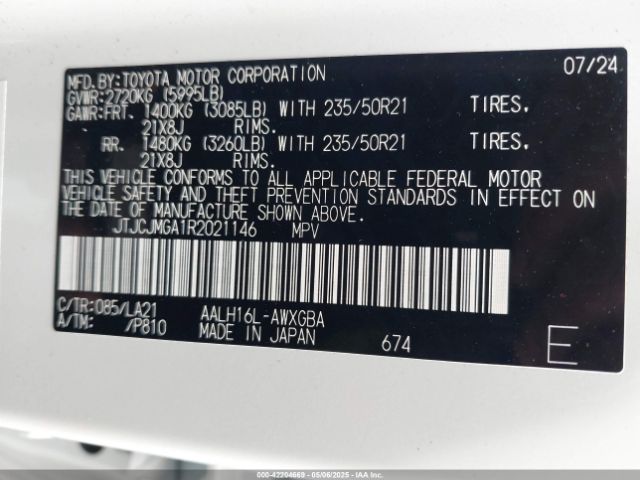 MFD.BY:TOYOTA MOTOR CORPORATION 07/24
GVWR:2720KG (5995LB)
GAWR:FRT. 1400KG (3085LB) WITH 235/50R21 TIRES.
21X8J RIMS.
RR. 1480KG (3260LB) WITH 235/50R21 TIRES.
21X8J RIMS.
THIS VEHICLE CONFORMS TO ALL APPLICABLE FEDERAL MOTOR
VEHICLE SAFETY AND THEFT PREVENTION STANDARDS IN EFFECT ON
THE DATE OF MANUFACTURE SHOWN ABOVE.
JTJCJMGA1R2021146 MPV
C/TR:085/LA21 AALH16L-AWXGBA
A/TM: /P810 MADE IN JAPAN 674 E
000-42204669 - 05/06/2025 - IAAI Inc.